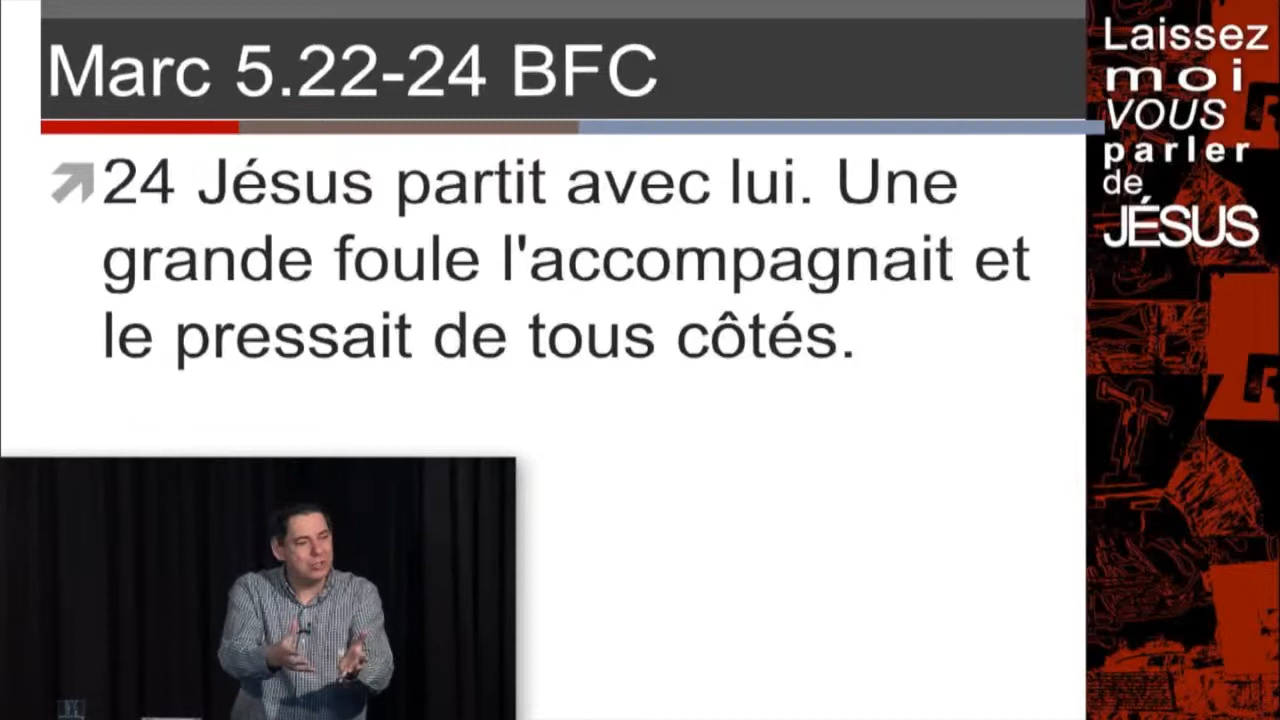 Marc 5.22-24 BFC
24 Jésus partit avec lui. Une
grande foule l'accompagnait et
le pressait de tous côtés.
Laissez
moi
VOUS
parler
de
JÉSUS